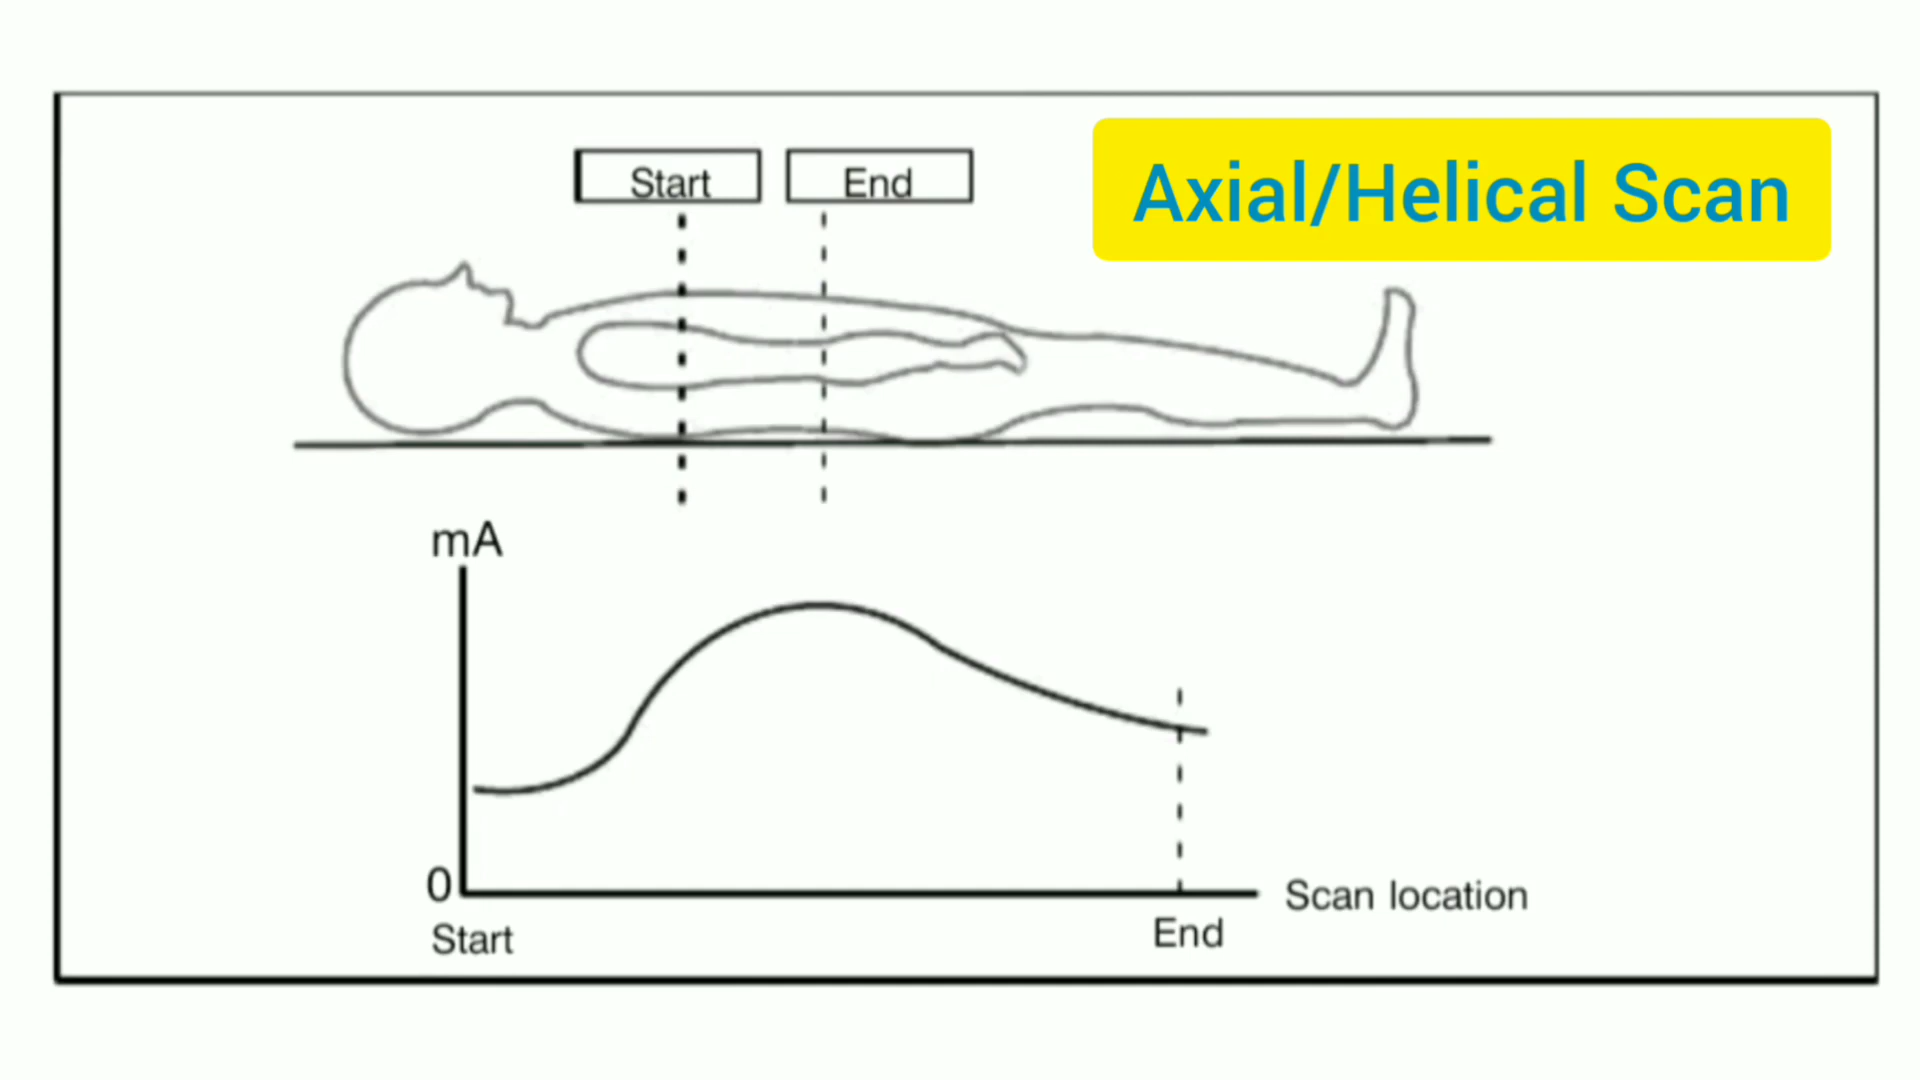 Start
End
Axial/Helical Scan
mA
0
Scan location
Start
End